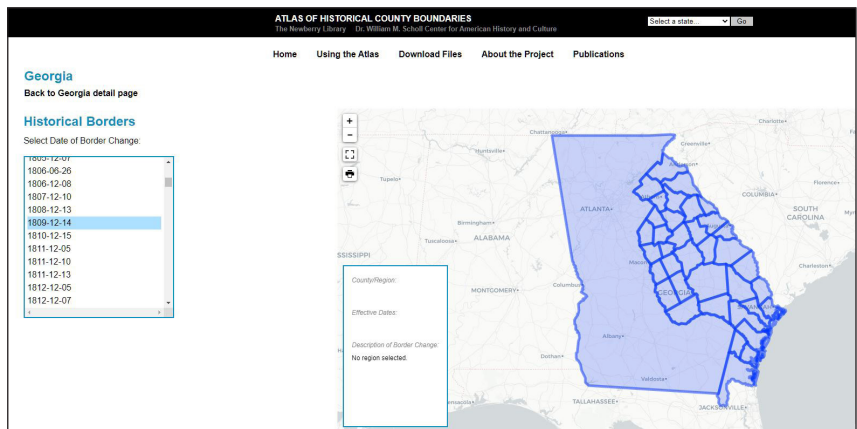 ATLAS OF HISTORICAL COUNTY BOUNDARIES
The Newberry Library Dr. William M. Scholl Center for American History and Culture
Select a state... Go
Home Using the Atlas Download Files About the Project Publications
Georgia
Back to Georgia detail page
Historical Borders
Select Date of Border Change:
1805-12-07
1806-06-26
1806-12-08
1807-12-10
1808-12-13
1809-12-14
1810-12-15
1811-12-05
1811-12-10
1811-12-13
1812-12-05
1812-12-07
+
−
Charlotte
Chattanooga
Huntsville
Greenville
Tupelo
Florence
COLUMBIA
ATLANTA
SOUTH
CAROLINA
Birmingham
Tuscaloosa
ALABAMA
SSISSIPPI
Macon
Charleston
County/Region:
Columbus
MONTGOMERY
GEORGIA
Effective Dates:
Albany
Description of Border Change:
No region selected.
Dothan
Valdosta
TALLAHASSEE
JACKSONVILLE